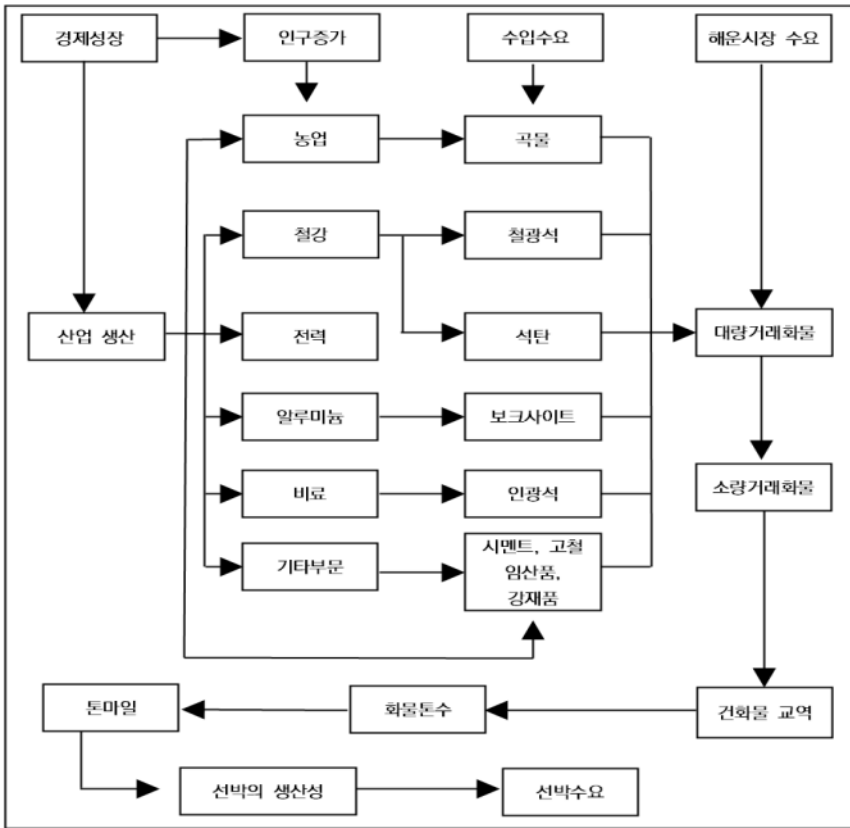 경제성장
인구증가
수입수요
해운시장 수요
농업
곡물
철강
철광석
산업 생산
전력
석탄
대량거래화물
알루미늄
보크사이트
비료
인광석
소량거래화물
기타부문
시멘트, 고철
임산품,
강재품
톤마일
화물톤수
건화물 교역
선박의 생산성
선박수요